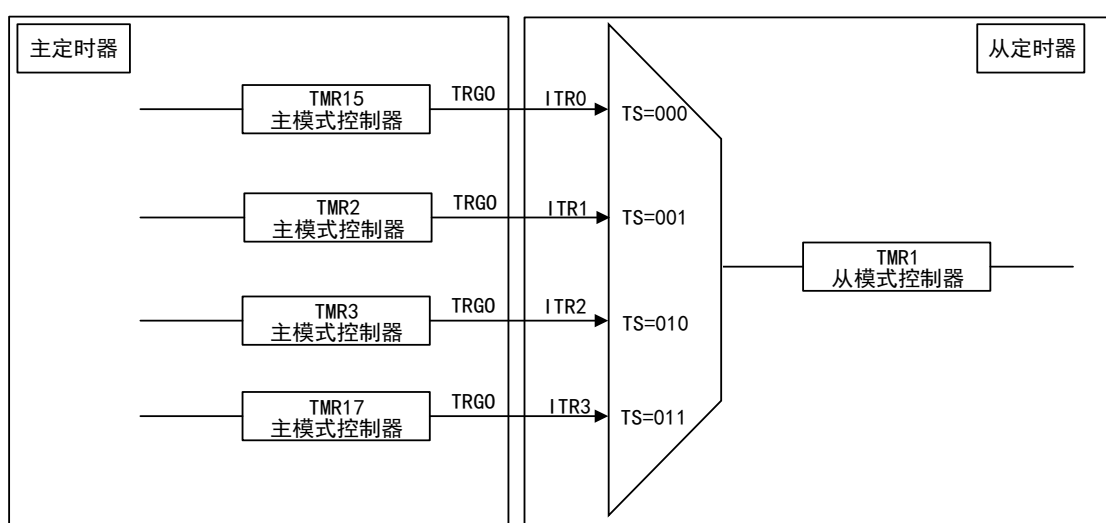 主定时器
从定时器
TMR15
主模式控制器
TRGO
ITR0
TS=000
TMR2
主模式控制器
TRGO
ITR1
TS=001
TMR1
从模式控制器
TMR3
主模式控制器
TRGO
ITR2
TS=010
TMR17
主模式控制器
TRGO
ITR3
TS=011